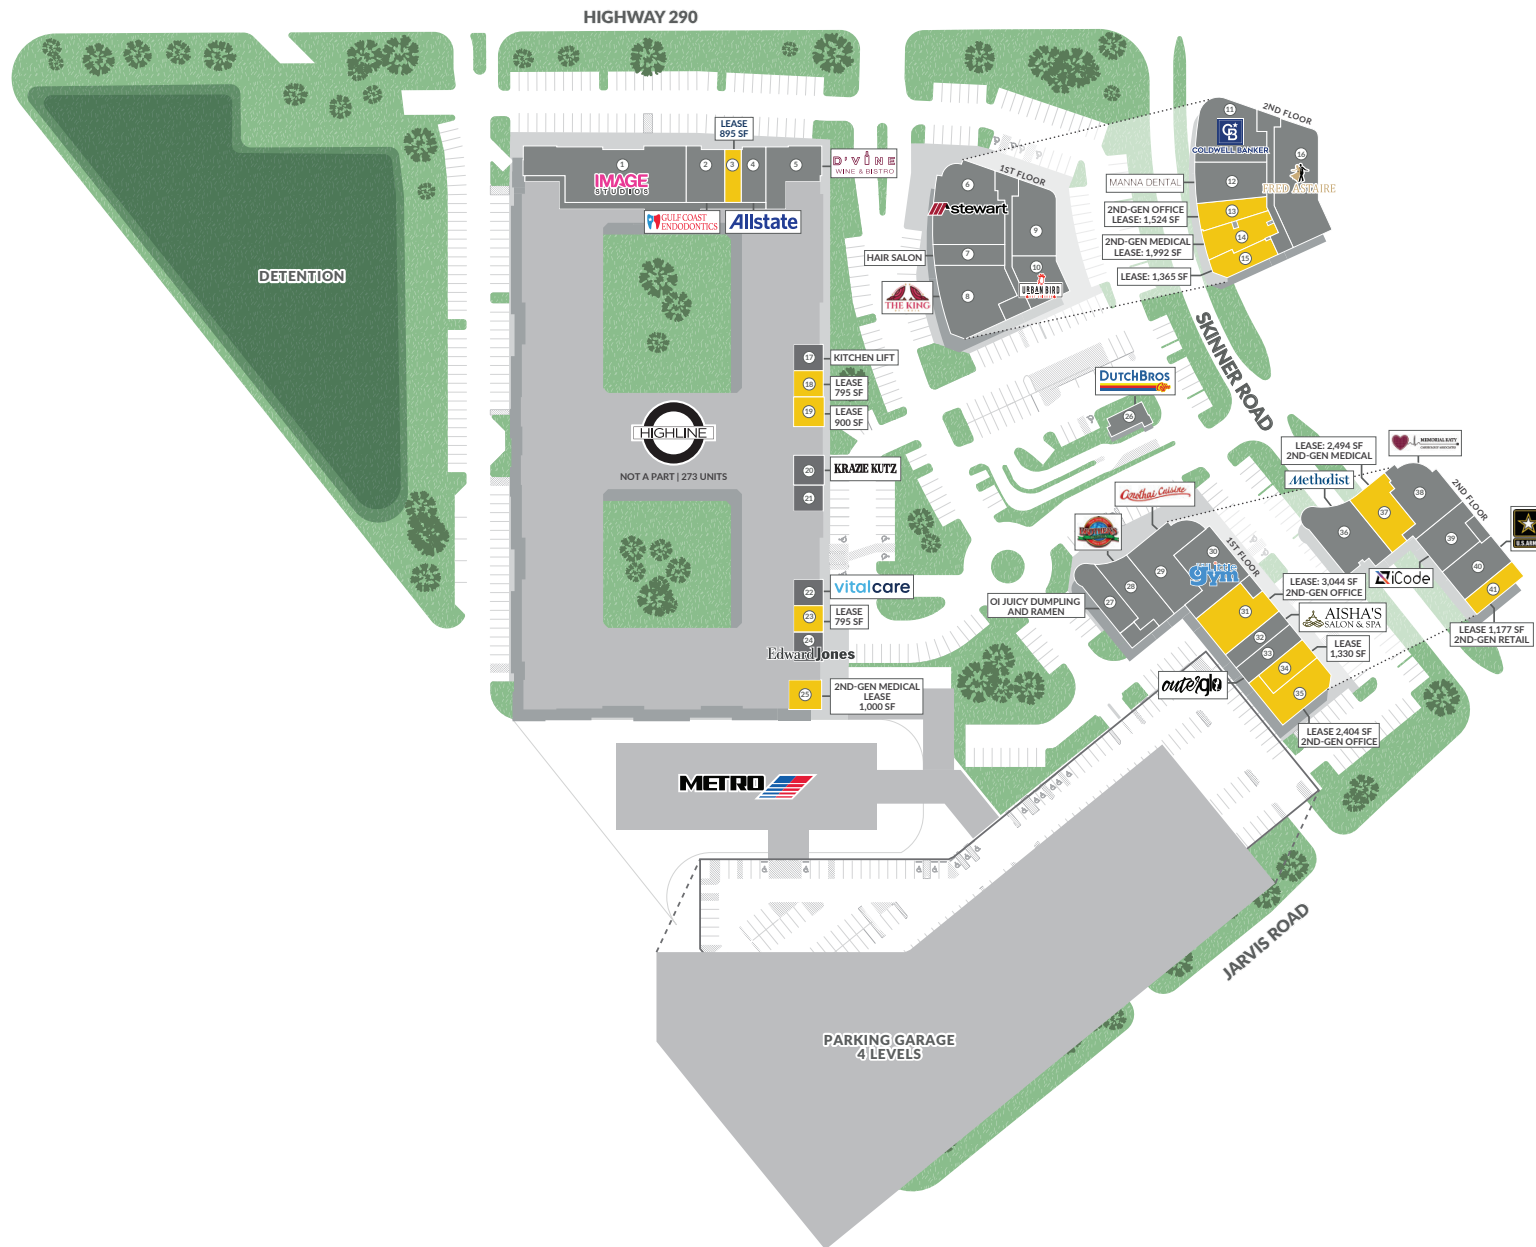 HIGHWAY 290
LEASE
895 SF
1
2
3
4
5
IMAGE
STUDIOS
D'VINE
WINE & BISTRO
GULF COAST
ENDODONTICS
Allstate
DETENTION
1ST FLOOR
6
stewart
9
HAIR SALON
7
10
URBAN BIRD
8
THE KING
2ND FLOOR
11
CB
COLDWELL BANKER
16
FRED ASTAIRE
MANNA DENTAL
12
2ND-GEN OFFICE
LEASE: 1,524 SF
13
2ND-GEN MEDICAL
LEASE: 1,992 SF
14
LEASE: 1,365 SF
15
SKINNER ROAD
17
KITCHEN LIFT
18
LEASE
795 SF
19
LEASE
900 SF
HIGHLINE
NOT A PART | 273 UNITS
20
KRAZIE KUTZ
21
22
vitalcare
23
LEASE
795 SF
24
Edward Jones
25
2ND-GEN MEDICAL
LEASE
1,000 SF
DUTCH BROS
26
LEASE: 2,494 SF
2ND-GEN MEDICAL
MEMORIAL KATY
Methodist
2ND FLOOR
36
37
38
39
40
41
U.S. ARMY
iCode
LEASE 1,177 SF
2ND-GEN RETAIL
1ST FLOOR
27
28
29
30
the little
gym
OI JUICY DUMPLING
AND RAMEN
LEASE: 3,044 SF
2ND-GEN OFFICE
31
AISHA'S
SALON & SPA
32
33
LEASE
1,330 SF
34
35
outerglo
LEASE 2,404 SF
2ND-GEN OFFICE
METRO
JARVIS ROAD
PARKING GARAGE
4 LEVELS